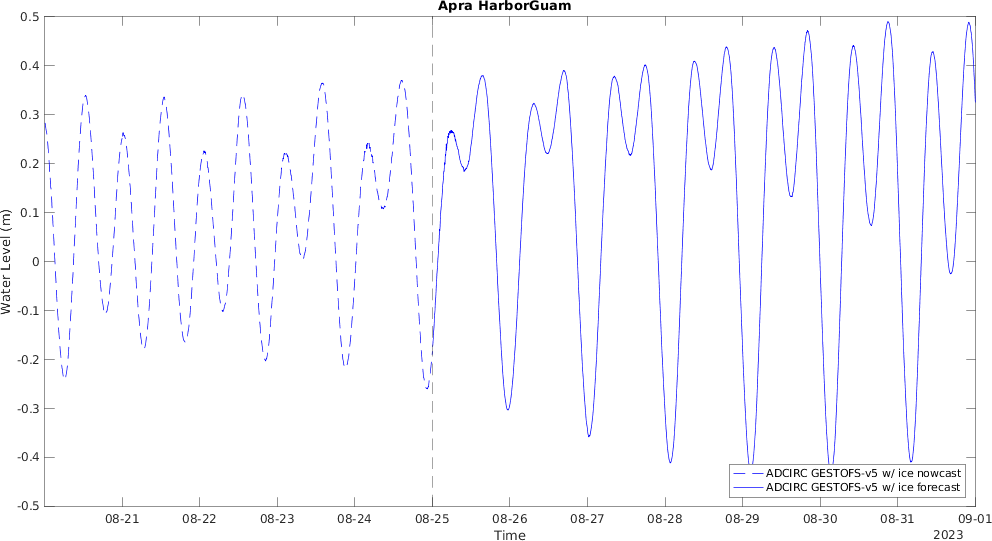 Apra HarborGuam
Water Level (m)
0.5
0.4
0.3
0.2
0.1
0
-0.1
-0.2
-0.3
-0.4
-0.5
ADCIRC GESTOFS-v5 w/ ice nowcast
ADCIRC GESTOFS-v5 w/ ice forecast
08-21 08-22 08-23 08-24 08-25 08-26 08-27 08-28 08-29 08-30 08-31 09-01
Time
2023